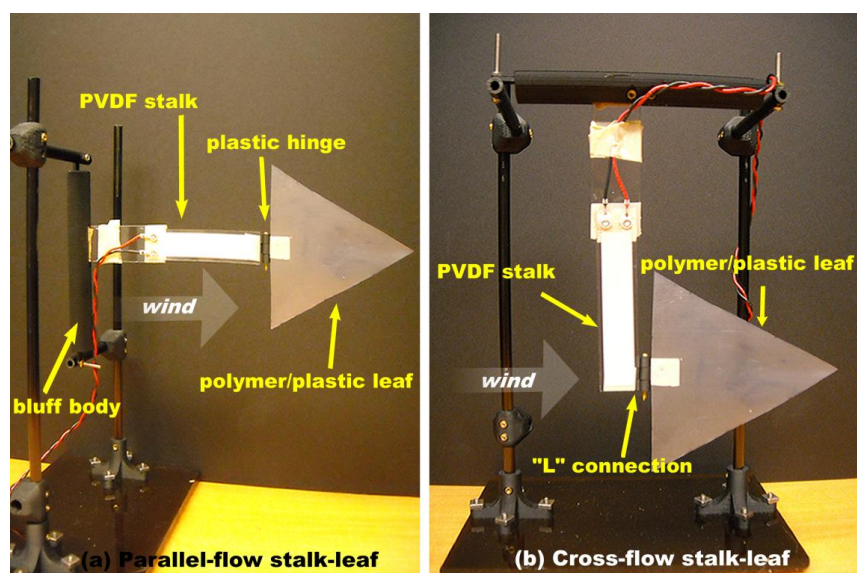 PVDF stalk
plastic hinge
wind
polymer/plastic leaf
bluff body
(a) Parallel-flow stalk-leaf
PVDF stalk
polymer/plastic leaf
wind
"L" connection
(b) Cross-flow stalk-leaf